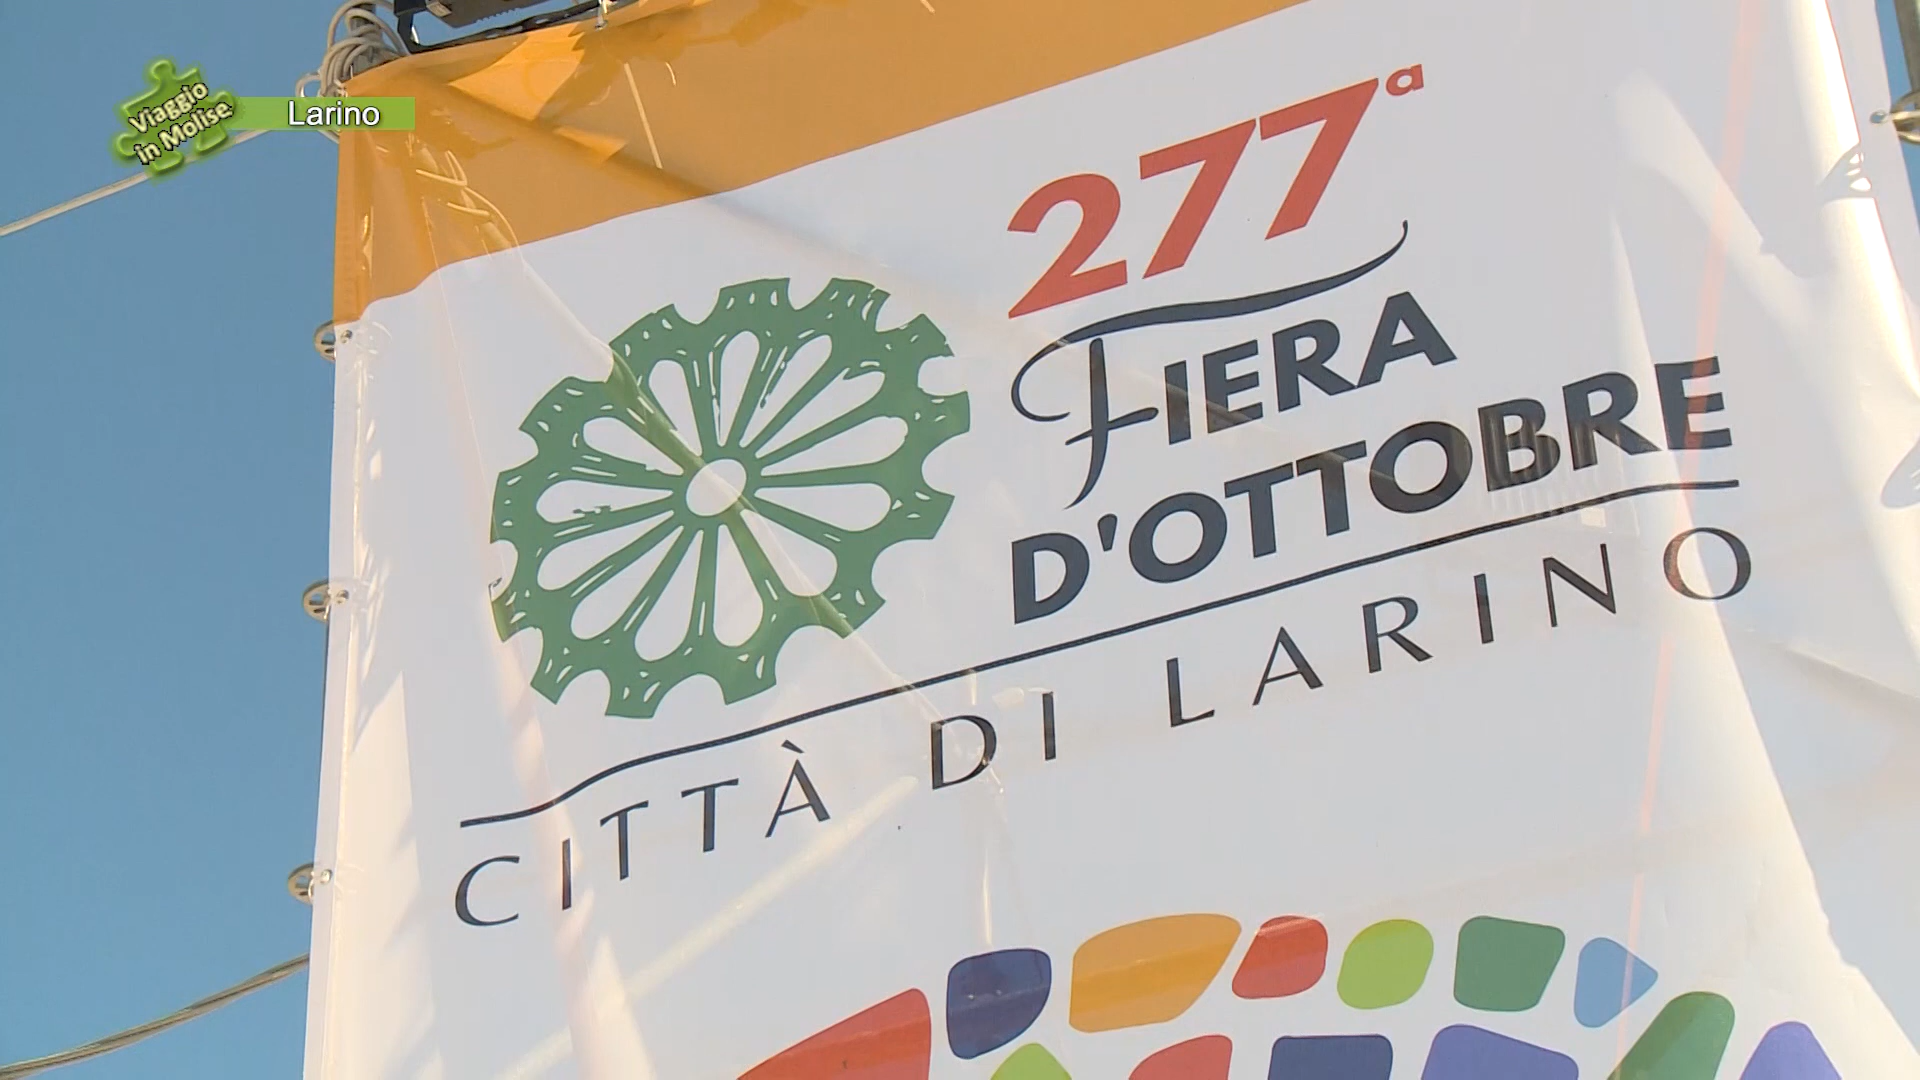 Viaggio
in Molise
Larino
277ª
FIERA
D'OTTOBRE
CITTÀ DI LARINO